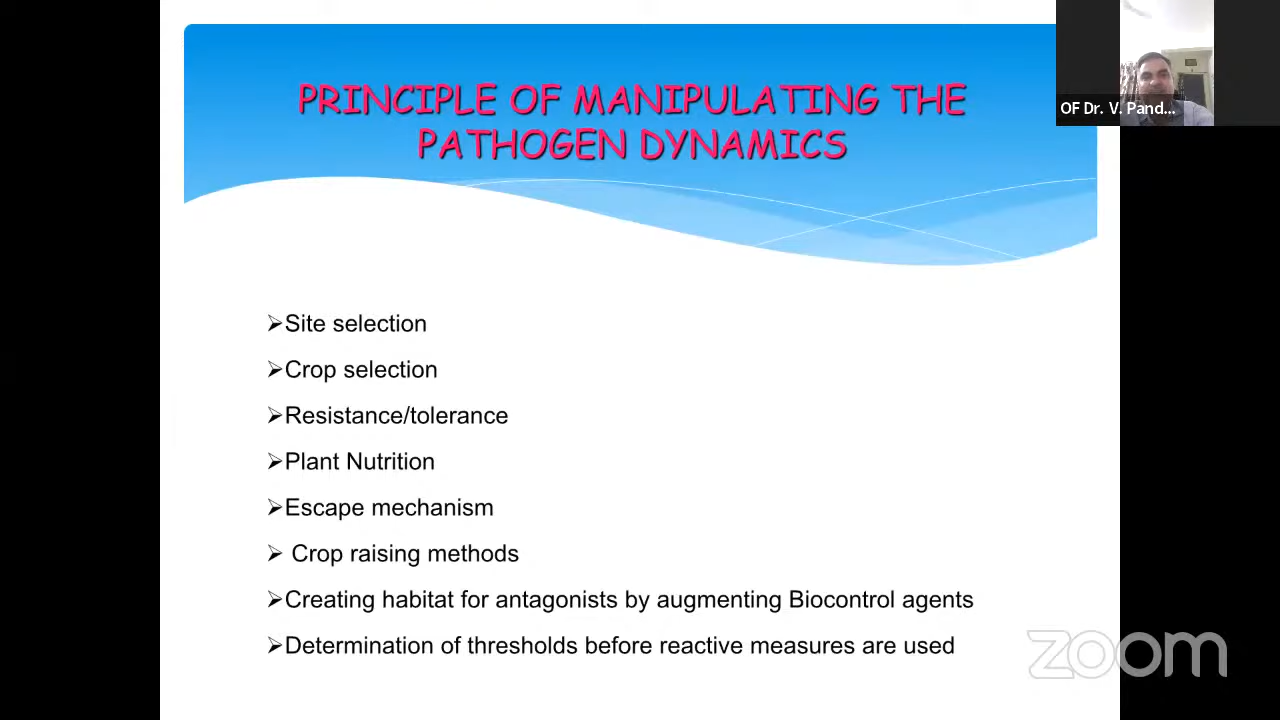 PRINCIPLE OF MANIPULATING THE
PATHOGEN DYNAMICS
OF Dr. V. Pand...
➢Site selection
➢Crop selection
➢Resistance/tolerance
➢Plant Nutrition
➢Escape mechanism
➢ Crop raising methods
➢Creating habitat for antagonists by augmenting Biocontrol agents
➢Determination of thresholds before reactive measures are used
zoom